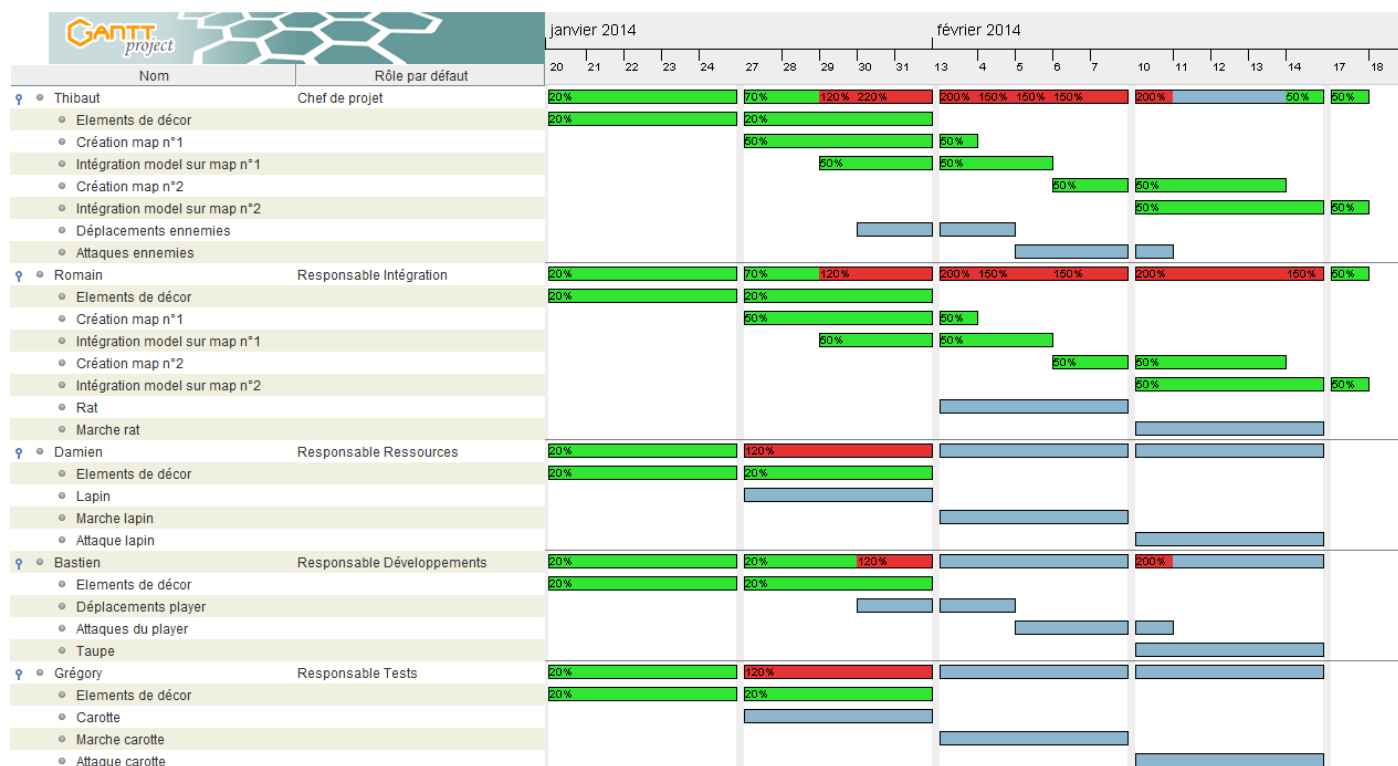 GANTT project
janvier 2014 février 2014
20 21 22 23 24 27 28 29 30 31 13 4 5 6 7 10 11 12 13 14 17 18
Nom Rôle par défaut
Thibaut Chef de projet 20% 70% 120% 220% 200% 150% 150% 150% 200% 50% 50%
Elements de décor 20% 20%
Création map n°1 50% 50%
Intégration model sur map n°1 50% 50%
Création map n°2 50% 50%
Intégration model sur map n°2 50% 50%
Déplacements ennemies
Attaques ennemies
Romain Responsable Intégration 20% 70% 120% 200% 150% 150% 200% 150% 50%
Elements de décor 20% 20%
Création map n°1 50% 50%
Intégration model sur map n°1 50% 50%
Création map n°2 50% 50%
Intégration model sur map n°2 50% 50%
Rat
Marche rat
Damien Responsable Ressources 20% 120%
Elements de décor 20% 20%
Lapin
Marche lapin
Attaque lapin
Bastien Responsable Développements 20% 20% 120% 200%
Elements de décor 20% 20%
Déplacements player
Attaques du player
Taupe
Grégory Responsable Tests 20% 120%
Elements de décor 20% 20%
Carotte
Marche carotte
Attaque carotte